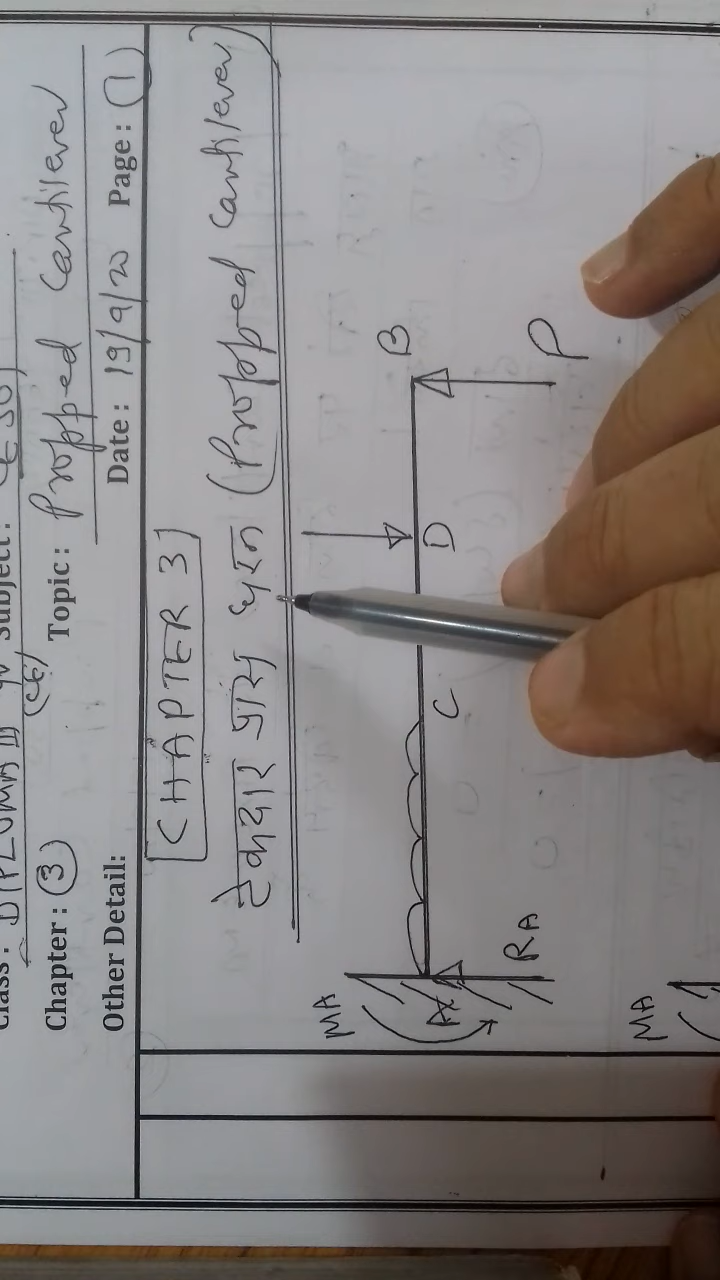 Chapter: 3 (CE) Topic: Propped Cantilever
Other Detail: Date: 19/9/20 Page: 1
CHAPTER 3
टेकदार प्रास धरन (Propped Cantilever)
MA
A
RA
C
D
B
P
MA